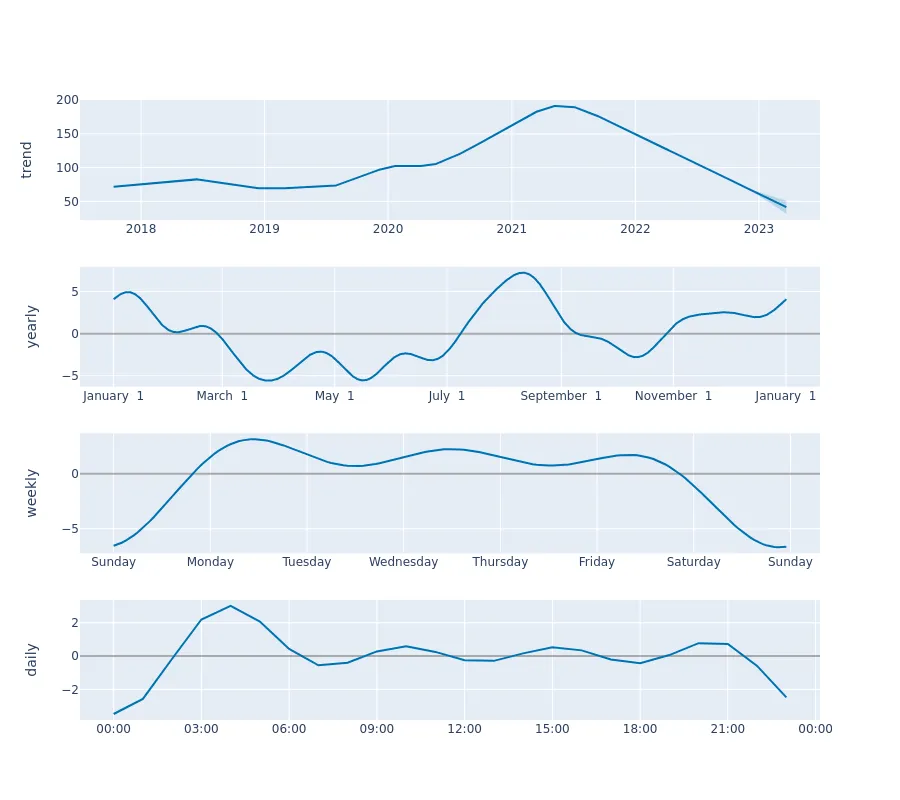 trend
200
150
100
50
2018 2019 2020 2021 2022 2023
yearly
5
0
−5
January 1 March 1 May 1 July 1 September 1 November 1 January 1
weekly
0
−5
Sunday Monday Tuesday Wednesday Thursday Friday Saturday Sunday
daily
2
0
−2
00:00 03:00 06:00 09:00 12:00 15:00 18:00 21:00 00:00